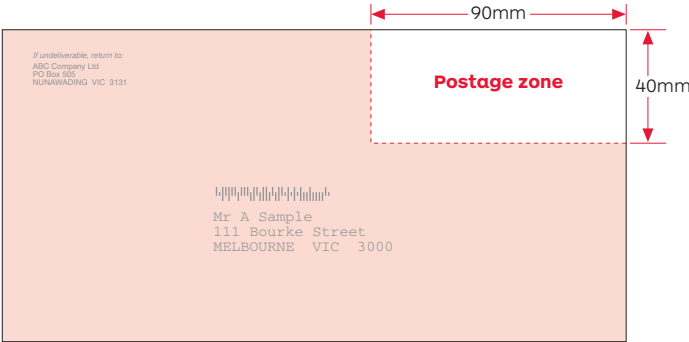 90mm
If undeliverable, return to:
ABC Company Ltd
PO Box 505
NUNAWADING VIC 3131
Postage zone
40mm
Mr A Sample
111 Bourke Street
MELBOURNE VIC 3000